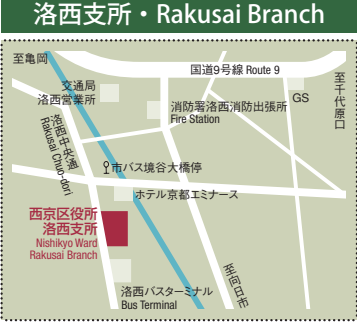 洛西支所・Rakusai Branch
至亀岡
国道9号線 Route 9
交通局
洛西営業所
消防署洛西消防出張所
Fire Station
GS
至千代原口
洛西中央通
Rakusai Chuo-dori
市バス境谷大橋停
ホテル京都エミナース
西京区役所
洛西支所
Nishikyo Ward
Rakusai Branch
洛西バスターミナル
Bus Terminal
至向日市